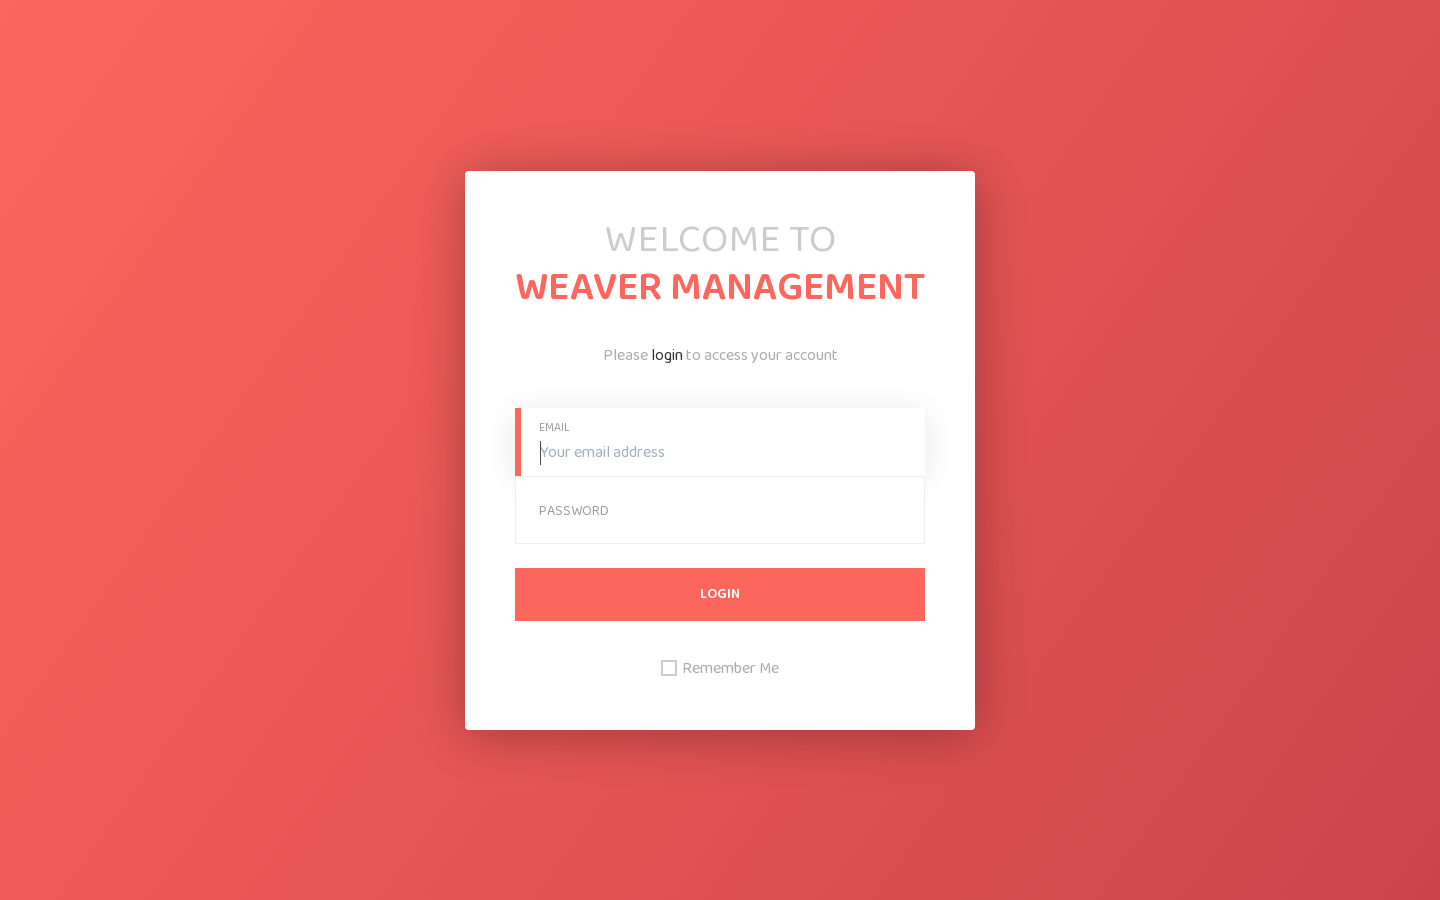 WELCOME TO
WEAVER MANAGEMENT
Please login to access your account
EMAIL
Your email address
PASSWORD
LOGIN
Remember Me